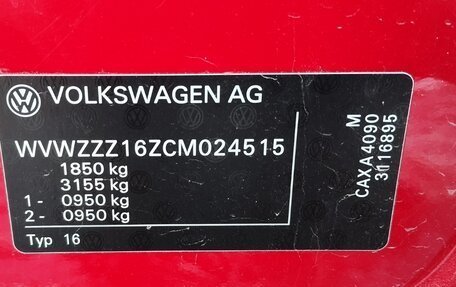 VOLKSWAGEN AG
WVWZZZ16ZCM024515
1850 kg
3155 kg
1 - 0950 kg
2 - 0950 kg
Typ 16
M
CAXA4090
3116895